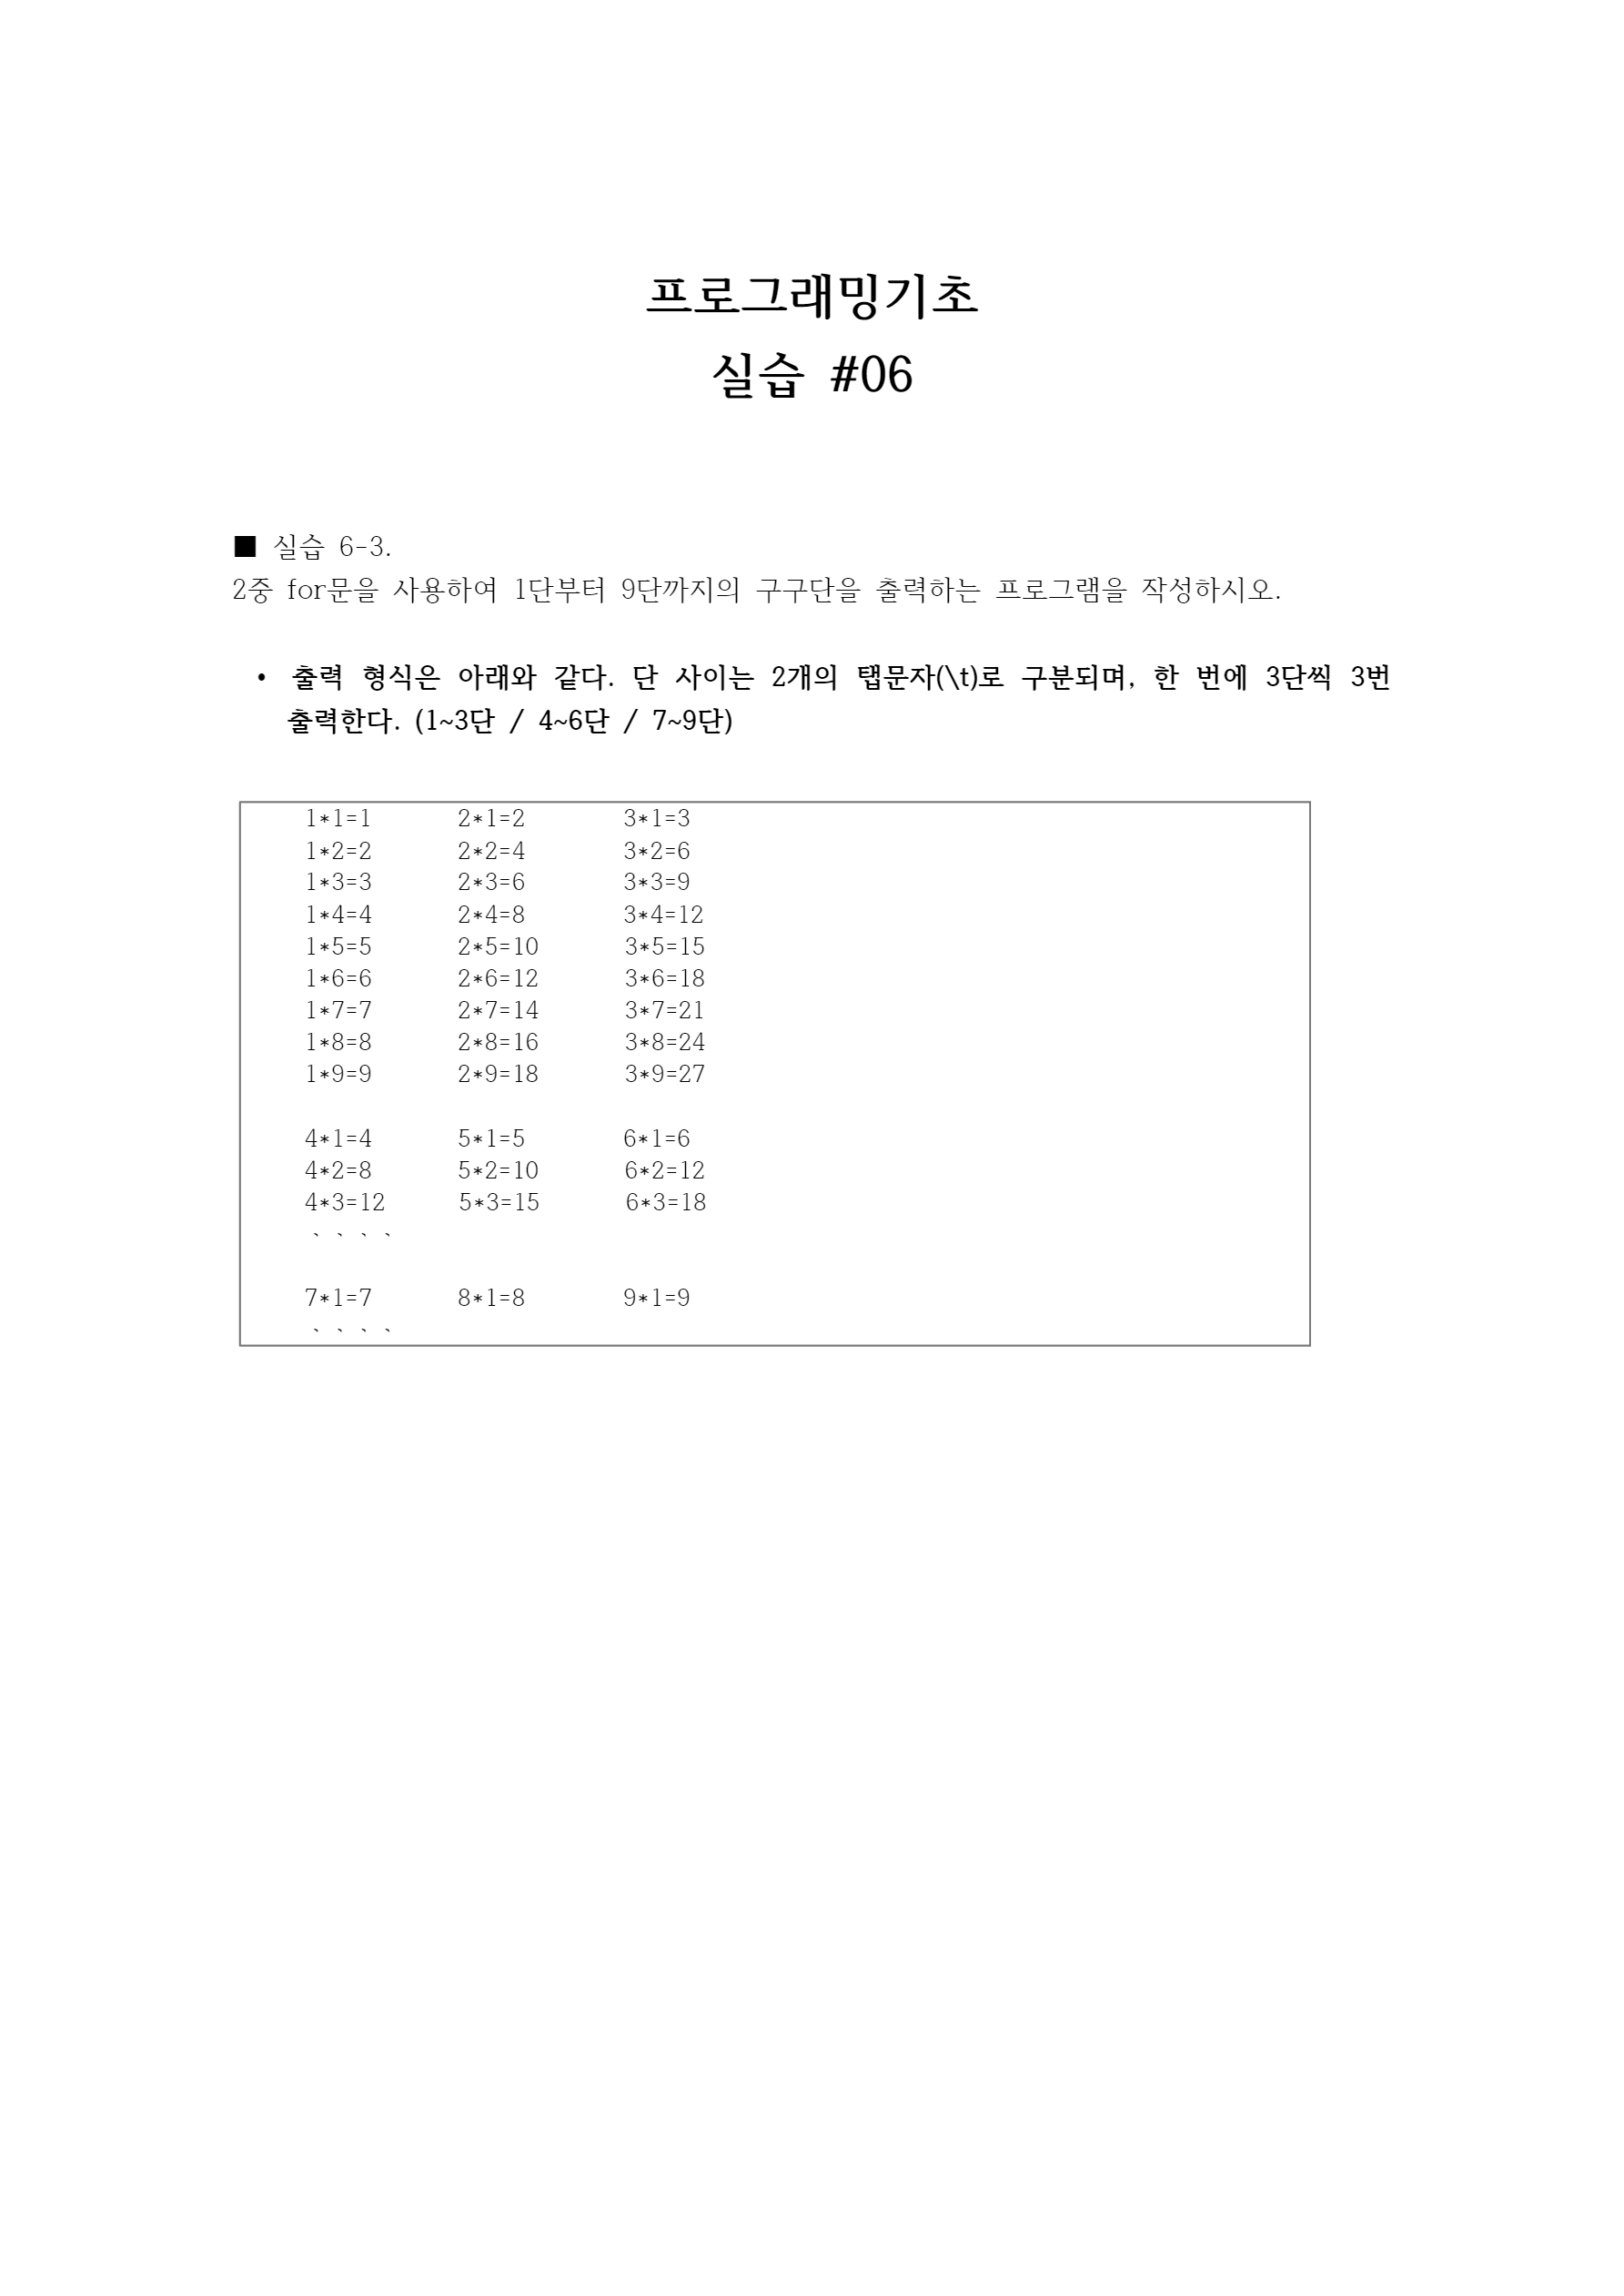 프로그래밍기초
실습 #06
■ 실습 6-3.
2중 for문을 사용하여 1단부터 9단까지의 구구단을 출력하는 프로그램을 작성하시오.
• 출력 형식은 아래와 같다. 단 사이는 2개의 탭문자(\t)로 구분되며, 한 번에 3단씩 3번
출력한다. (1~3단 / 4~6단 / 7~9단)
1*1=1 2*1=2 3*1=3
1*2=2 2*2=4 3*2=6
1*3=3 2*3=6 3*3=9
1*4=4 2*4=8 3*4=12
1*5=5 2*5=10 3*5=15
1*6=6 2*6=12 3*6=18
1*7=7 2*7=14 3*7=21
1*8=8 2*8=16 3*8=24
1*9=9 2*9=18 3*9=27
4*1=4 5*1=5 6*1=6
4*2=8 5*2=10 6*2=12
4*3=12 5*3=15 6*3=18
、、、、
7*1=7 8*1=8 9*1=9
、、、、